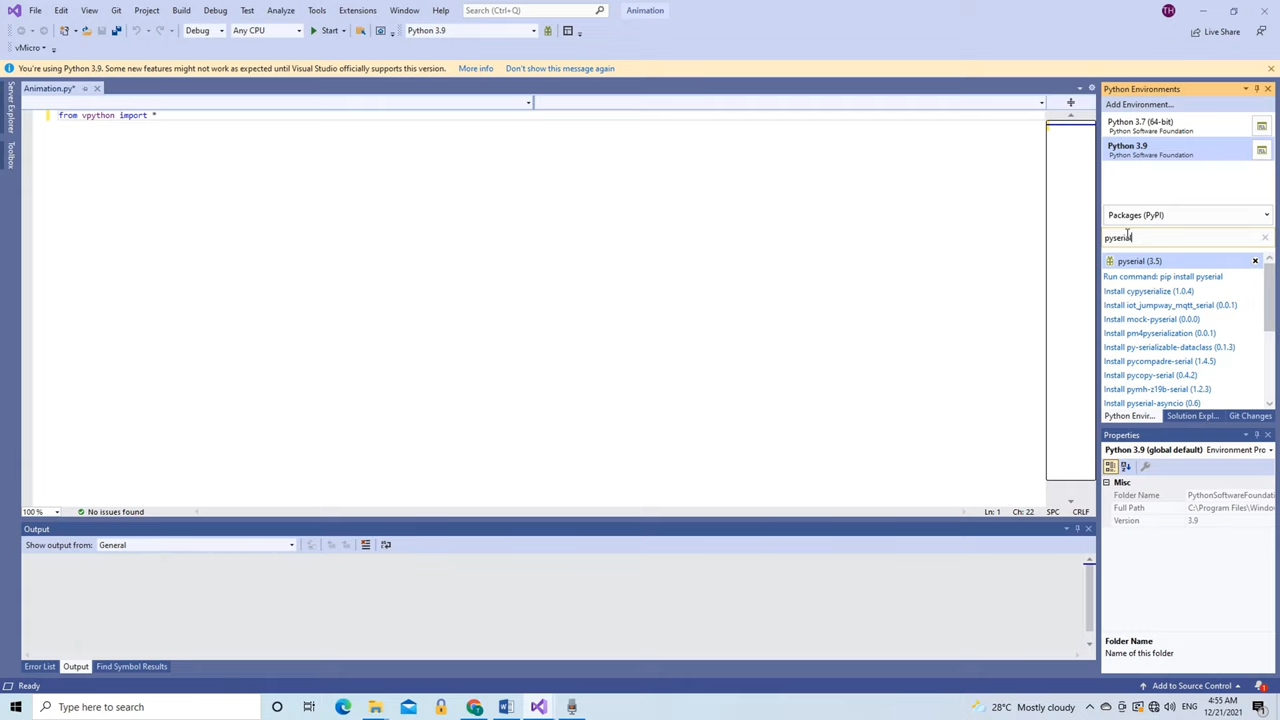 File Edit View Git Project Build Debug Test Analyze Tools Extensions Window Help Search (Ctrl+Q) Animation TH
Debug Any CPU Start Python 3.9 Live Share
vMicro
You're using Python 3.9. Some new features might not work as expected until Visual Studio officially supports this version. More info Don't show this message again
Server Explorer
Toolbox
Animation.py*
from vpython import *
100 % No issues found Ln: 1 Ch: 22 SPC CRLF
Output
Show output from: General
Error List Output Find Symbol Results
Python Environments
Add Environment...
Python 3.7 (64-bit)
Python Software Foundation
Python 3.9
Python Software Foundation
Packages (PyPI)
pyserial
pyserial (3.5)
Run command: pip install pyserial
Install cypyserialize (1.0.4)
Install iot_jumpway_mqtt_serial (0.0.1)
Install mock-pyserial (0.0.0)
Install pm4pyserialization (0.0.1)
Install py-serializable-dataclass (0.1.3)
Install pycompadre-serial (1.4.5)
Install pycopy-serial (0.4.2)
Install pymh-z19b-serial (1.2.3)
Install pyserial-asyncio (0.6)
Python Envir... Solution Expl... Git Changes
Properties
Python 3.9 (global default) Environment Pro
Misc
Folder Name PythonSoftwareFoundati
Full Path C:\Program Files\Window
Version 3.9
Folder Name
Name of this folder
Ready Add to Source Control 1
Type here to search 28°C Mostly cloudy ENG 4:55 AM
12/21/2021 1